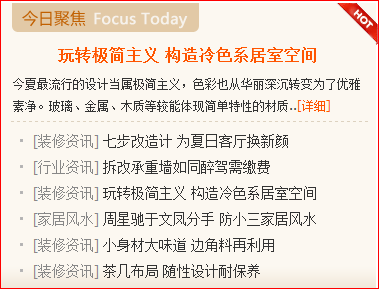 今日聚焦 Focus Today
HOT
玩转极简主义 构造冷色系居室空间
今夏最流行的设计当属极简主义，色彩也从华丽深沉转变为了优雅
素净。玻璃、金属、木质等较能体现简单特性的材质..[详细]
[装修资讯] 七步改造计 为夏日客厅换新颜
[行业资讯] 拆改承重墙如同醉驾需缴费
[装修资讯] 玩转极简主义 构造冷色系居室空间
[家居风水] 周星驰于文凤分手 防小三家居风水
[装修资讯] 小身材大味道 边角料再利用
[装修资讯] 茶几布局 随性设计耐保养